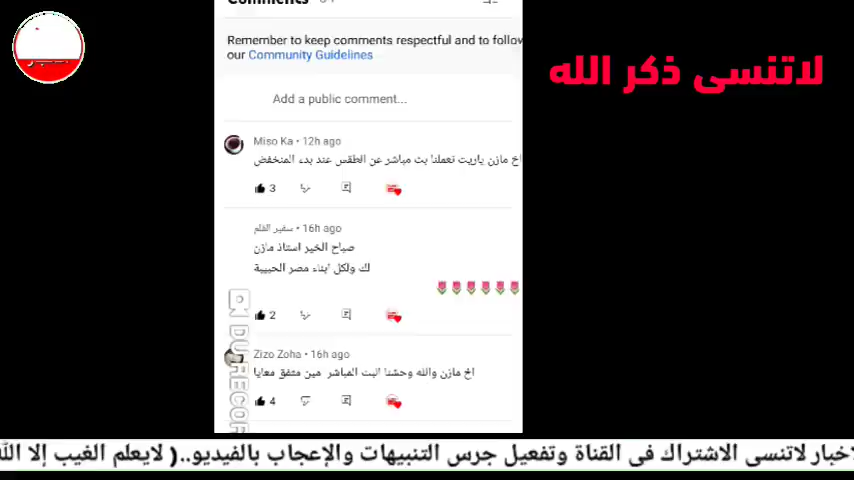 Comments
لاتنسى ذكر الله
Remember to keep comments respectful and to follow
our Community Guidelines
Add a public comment...
Miso Ka • 12h ago
اخ مازن ياريت تعملنا بث مباشر عن الطقس عند بدء المنخفض
3
سفير القلم • 16h ago
صباح الخير استاذ مازن
لك ولكل ابناء مصر الحبيبة
🌷🌷🌷🌷🌷🌷
2
Zizo Zoha • 16h ago
اخ مازن والله وحشنا البث المباشر مين متفق معايا
4
DU RECOR
لاخبار لاتنسى الاشتراك فى القناة وتفعيل جرس التنبيهات والإعجاب بالفيديو..( لايعلم الغيب إلا الله